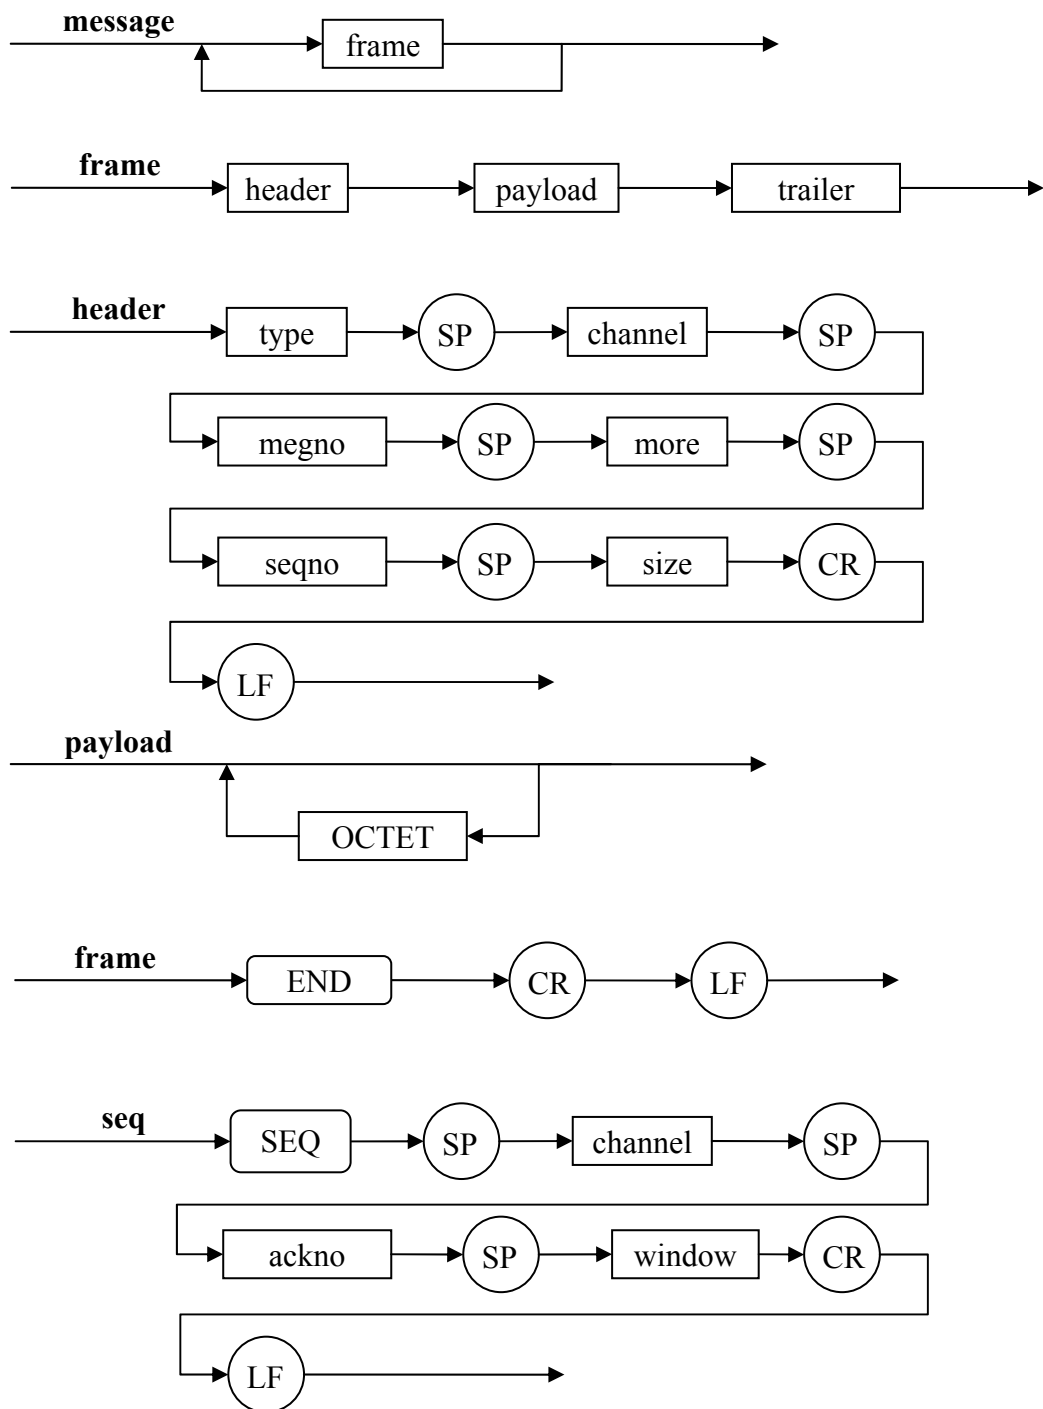 message
frame
frame
header payload trailer
header
type SP channel SP
megno SP more SP
seqno SP size CR
LF
payload
OCTET
frame
END CR LF
seq
SEQ SP channel SP
ackno SP window CR
LF